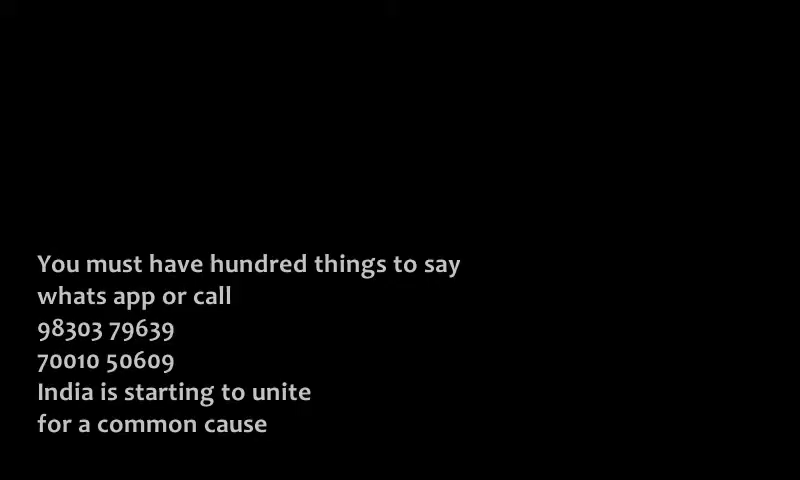 You must have hundred things to say
whats app or call
98303 79639
70010 50609
India is starting to unite
for a common cause